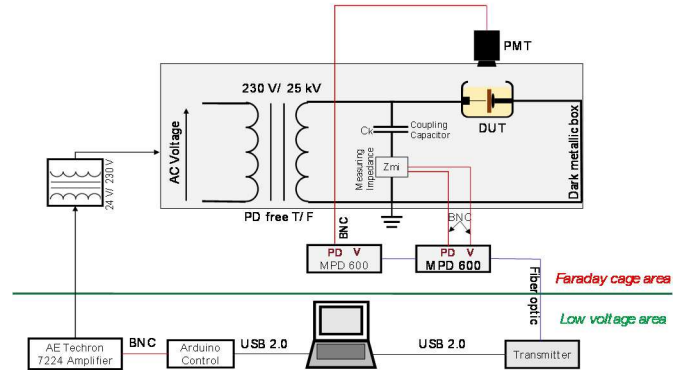 PMT
230 V/ 25 kV
AC Voltage
Ck
Coupling
Capacitor
DUT
Dark metallic box
Measuring
Impedance
Zmi
24 V/ 230 V
PD free T/ F
BNC
BNC
PD V
MPD 600
PD V
MPD 600
Fiber optic
Faraday cage area
Low voltage area
AE Techron
7224 Amplifier
BNC
Arduino
Control
USB 2.0
USB 2.0
Transmitter